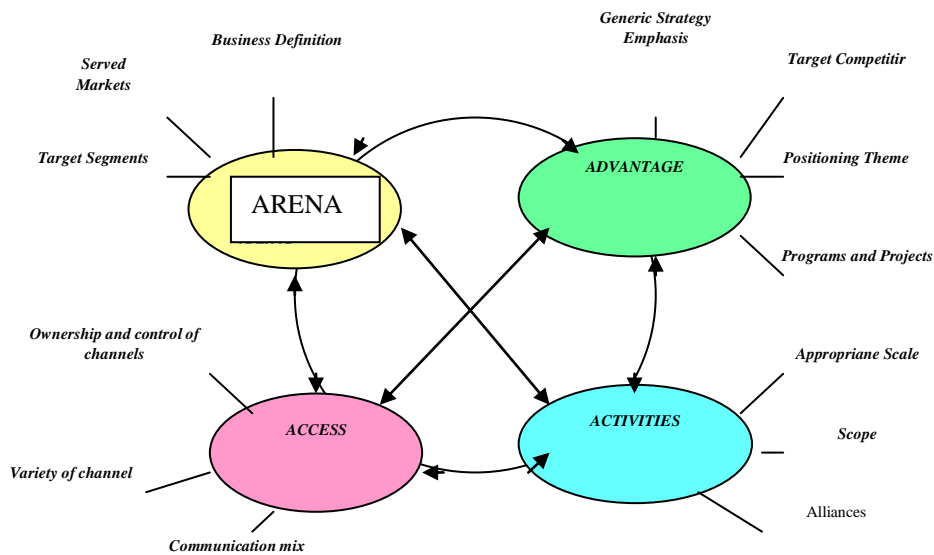 Generic Strategy
Emphasis
Business Definition
Target Competitir
Served
Markets
Target Segments
ADVANTAGE
Positioning Theme
ARENA
Programs and Projects
Ownership and control of
channels
Appropriane Scale
ACCESS
ACTIVITIES
Scope
Variety of channel
Alliances
Communication mix